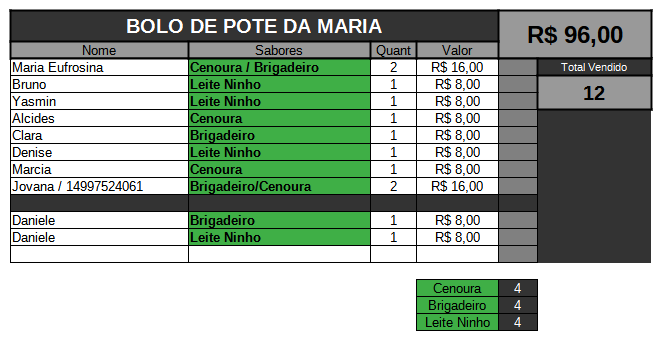 BOLO DE POTE DA MARIA R$ 96,00
Nome Sabores Quant Valor
Maria Eufrosina Cenoura / Brigadeiro 2 R$ 16,00 Total Vendido
Bruno Leite Ninho 1 R$ 8,00 12
Yasmin Leite Ninho 1 R$ 8,00
Alcides Cenoura 1 R$ 8,00
Clara Brigadeiro 1 R$ 8,00
Denise Leite Ninho 1 R$ 8,00
Marcia Cenoura 1 R$ 8,00
Jovana / 14997524061 Brigadeiro/Cenoura 2 R$ 16,00
Daniele Brigadeiro 1 R$ 8,00
Daniele Leite Ninho 1 R$ 8,00
Cenoura 4
Brigadeiro 4
Leite Ninho 4